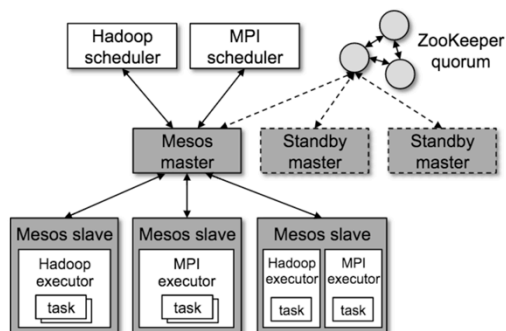 Hadoop
scheduler
MPI
scheduler
ZooKeeper
quorum
Mesos
master
Standby
master
Standby
master
Mesos slave
Hadoop
executor
task
Mesos slave
MPI
executor
task
Mesos slave
Hadoop
executor
task
MPI
executor
task